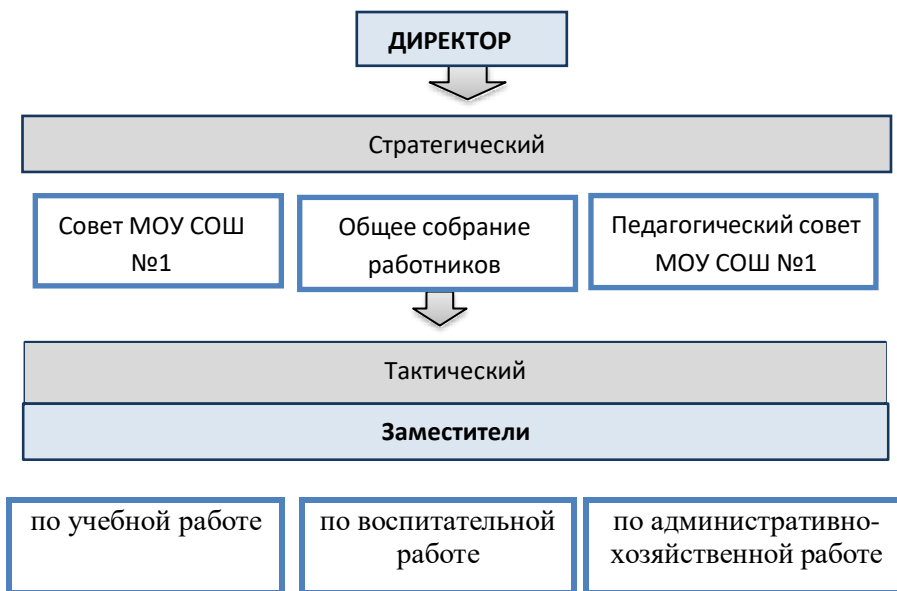 ДИРЕКТОР
Стратегический
Совет МОУ СОШ
№1
Общее собрание
работников
Педагогический совет
МОУ СОШ №1
Тактический
Заместители
по учебной работе
по воспитательной
работе
по административно-
хозяйственной работе